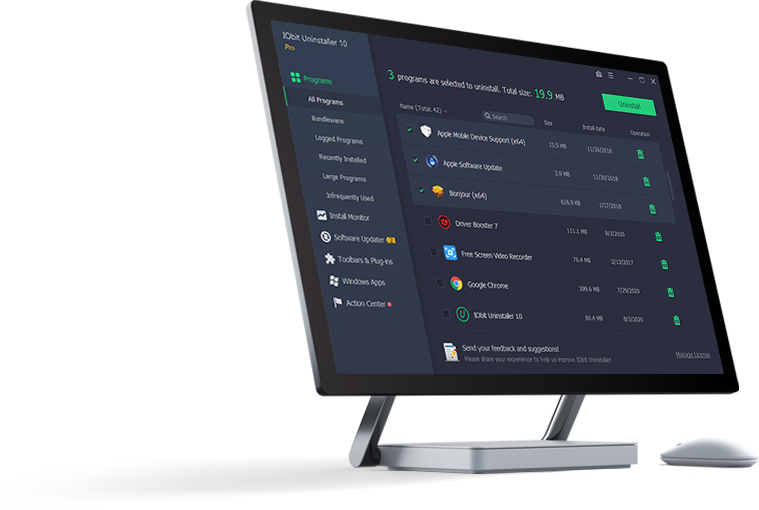 IObit Uninstaller 10
Pro
3 programs are selected to uninstall. Total size: 19.9 MB
Uninstall
Programs
All Programs
Bundleware
Logged Programs
Recently Installed
Large Programs
Infrequently Used
Install Monitor
Software Updater
Toolbars & Plug-ins
Windows Apps
Action Center
Name (Total: 42)
Search
Size
Install data
Operation
Apple Mobile Device Support (x64) 15.5 MB 11/30/2018
Apple Software Update 3.9 MB 11/30/2018
Bonjour (x64) 616.0 KB 1/17/2018
Driver Booster 7 111.1 MB 8/3/2020
Free Screen Video Recorder 70.4 MB 2/13/2017
Google Chrome 399.6 MB 7/29/2020
IObit Uninstaller 10 80.4 MB 8/3/2020
Send your feedback and suggestions!
Please share your experience to help us improve IObit Uninstaller!
Manage License